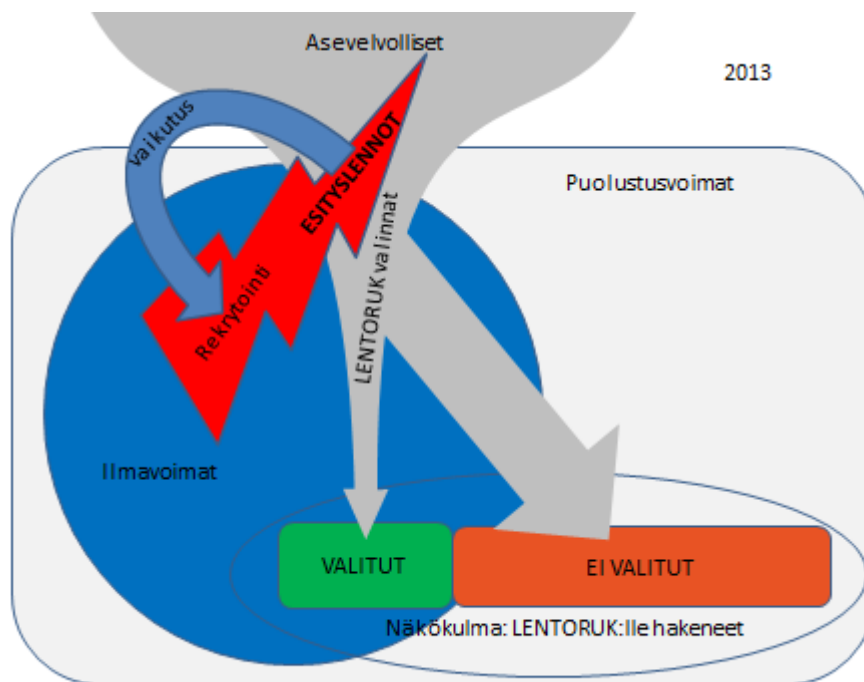 Asevelvolliset
2013
vaikutus
ESITYSLENNOT
Puolustusvoimat
LENTORUK valinnat
Rekrytointi
Ilmavoimat
VALITUT
EI VALITUT
Näkökulma: LENTORUK:lle hakeneet